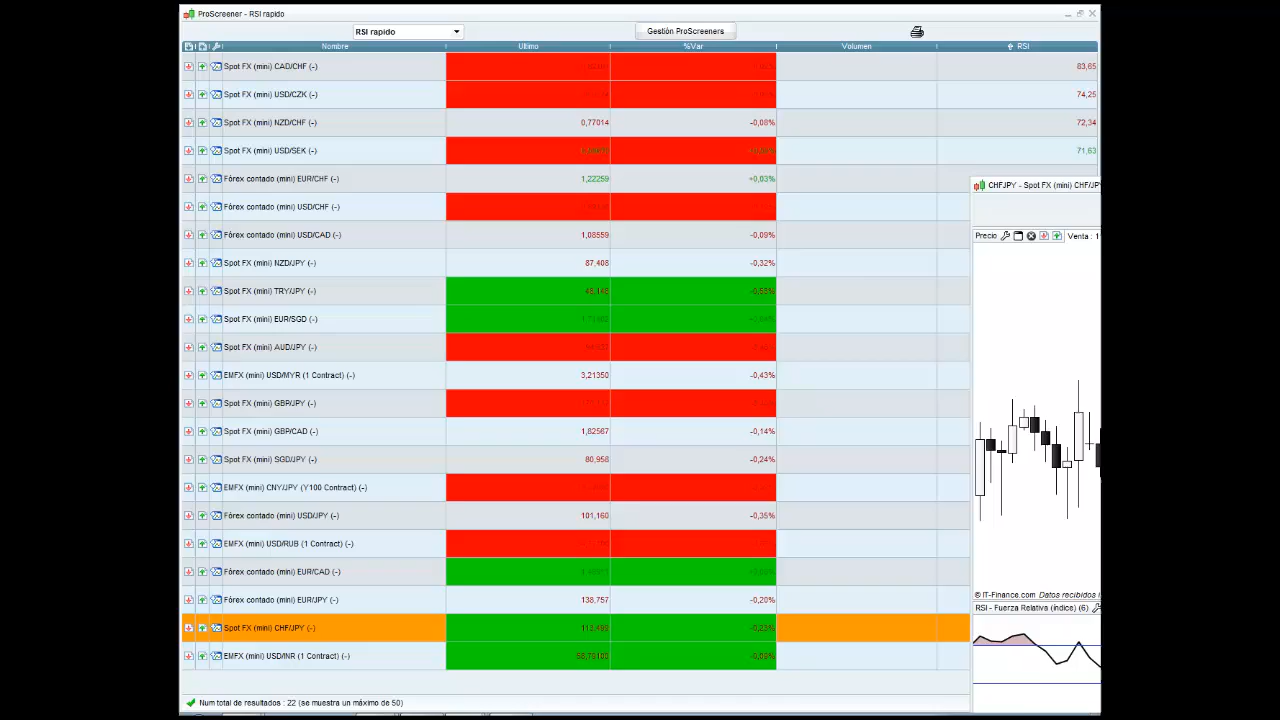 ProScreener - RSI rapido
RSI rapido
Gestión ProScreeners
Nombre Último %Var Volumen RSI
Spot FX (mini) CAD/CHF (-) 83,65
Spot FX (mini) USD/CZK (-) 74,25
Spot FX (mini) NZD/CHF (-) 0,77014 -0,08% 72,34
Spot FX (mini) USD/SEK (-) 71,63
Fórex contado (mini) EUR/CHF (-) 1,22259 +0,03%
Fórex contado (mini) USD/CHF (-)
Fórex contado (mini) USD/CAD (-) 1,08559 -0,09%
Spot FX (mini) NZD/JPY (-) 87,408 -0,32%
Spot FX (mini) TRY/JPY (-) 48,148 -0,55%
Spot FX (mini) EUR/SGD (-)
Spot FX (mini) AUD/JPY (-)
EMFX (mini) USD/MYR (1 Contract) (-) 3,21350 -0,43%
Spot FX (mini) GBP/JPY (-)
Spot FX (mini) GBP/CAD (-) 1,82567 -0,14%
Spot FX (mini) SGD/JPY (-) 80,958 -0,24%
EMFX (mini) CNY/JPY (Y100 Contract) (-)
Fórex contado (mini) USD/JPY (-) 101,160 -0,35%
EMFX (mini) USD/RUB (1 Contract) (-)
Fórex contado (mini) EUR/CAD (-)
Fórex contado (mini) EUR/JPY (-) 138,757 -0,20%
Spot FX (mini) CHF/JPY (-) 113,499 -0,23%
EMFX (mini) USD/INR (1 Contract) (-) -0,09%
Num total de resultados : 22 (se muestra un máximo de 50)
CHFJPY - Spot FX (mini) CHF/JPY
Precio Venta : 1
© IT-Finance.com Datos recibidos
RSI - Fuerza Relativa (índice) (6)